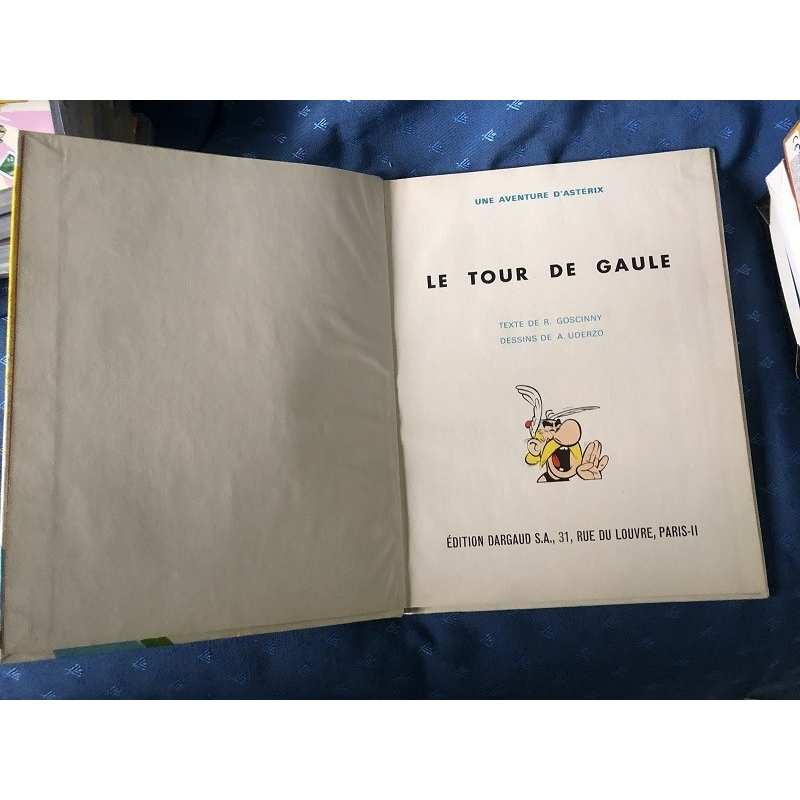 UNE AVENTURE D'ASTÉRIX
LE TOUR DE GAULE
TEXTE DE R. GOSCINNY
DESSINS DE A. UDERZO
ÉDITION DARGAUD S.A., 31, RUE DU LOUVRE, PARIS-II